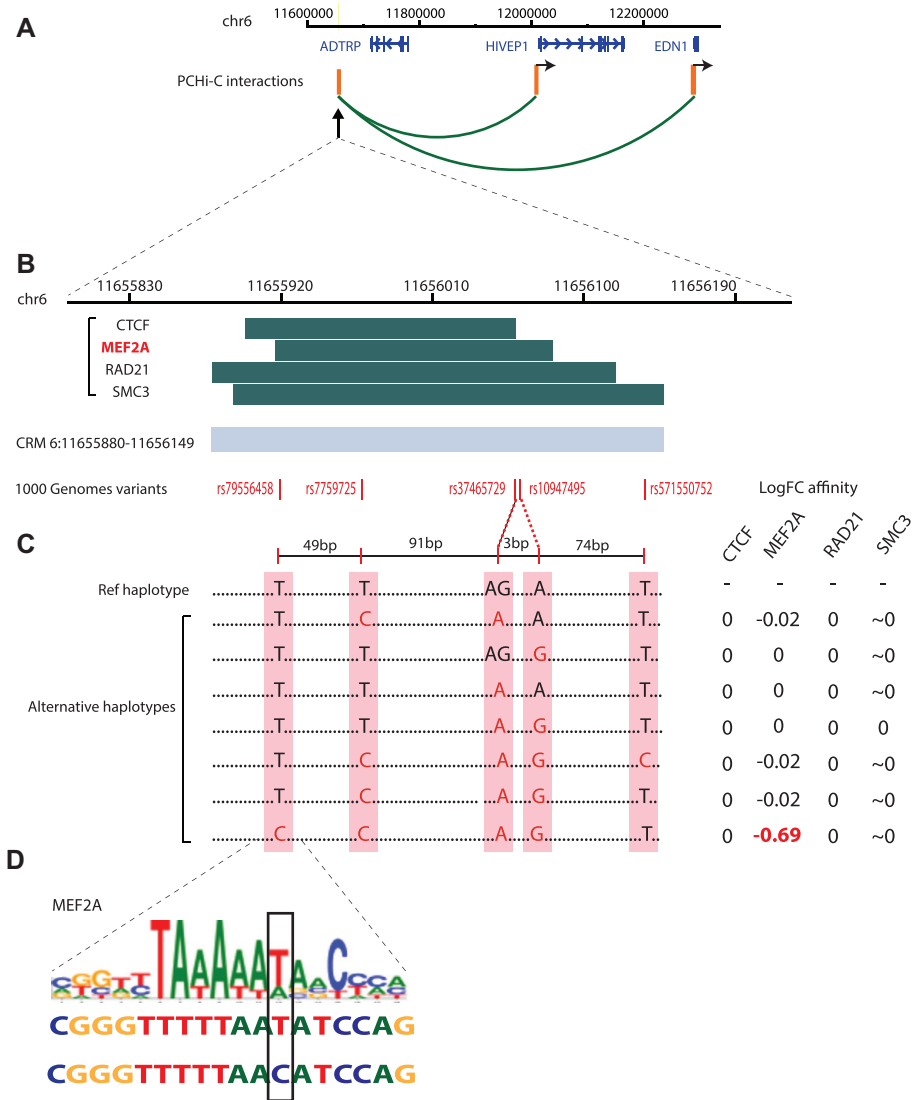 A
chr6
11600000 11800000 12000000 12200000
ADTRP HIVEP1 EDN1
PCHi-C interactions
B
chr6
11655830 11655920 11656010 11656100 11656190
CTCF
MEF2A
RAD21
SMC3
CRM 6:11655880-11656149
1000 Genomes variants rs79556458 rs7759725 rs37465729 rs10947495 rs571550752
LogFC affinity
CTCF MEF2A RAD21 SMC3
C
49bp 91bp 3bp 74bp
Ref haplotype T T AG A T - - - -
Alternative haplotypes
T C A A T 0 -0.02 0 ~0
T T AG G T 0 0 0 ~0
T T A A T 0 0 0 ~0
T T A G T 0 0 0 0
T C A G C 0 -0.02 0 ~0
T C A G T 0 -0.02 0 ~0
C C A G T 0 -0.69 0 ~0
D
MEF2A
CGGGTTTTTAATATCCAG
CGGGTTTTTAACATCCAG